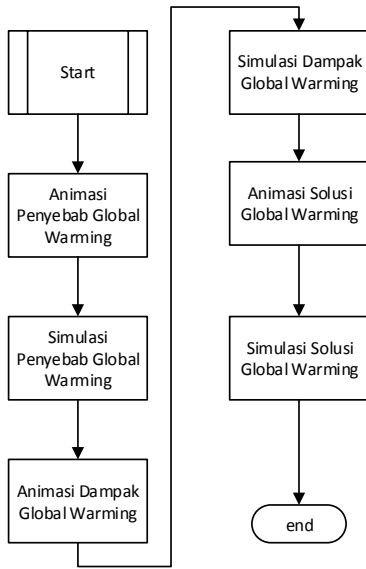 Start
Animasi
Penyebab Global
Warming
Simulasi
Penyebab Global
Warming
Animasi Dampak
Global Warming
Simulasi Dampak
Global Warming
Animasi Solusi
Global Warming
Simulasi Solusi
Global Warming
end